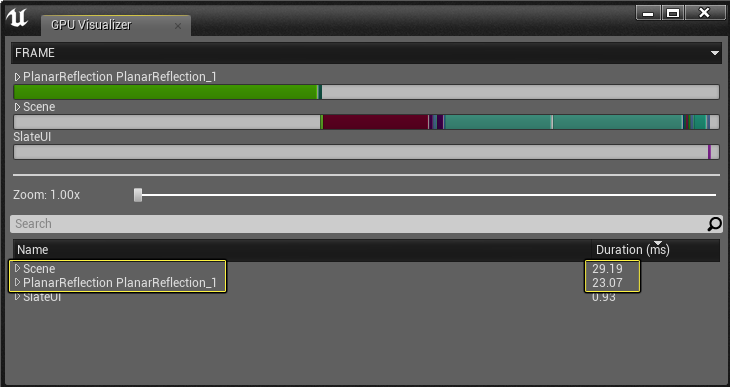 GPU Visualizer
FRAME
PlanarReflection PlanarReflection_1
Scene
SlateUI
Zoom: 1.00x
Search
Name Duration (ms)
Scene 29.19
PlanarReflection PlanarReflection_1 23.07
SlateUI 0.93